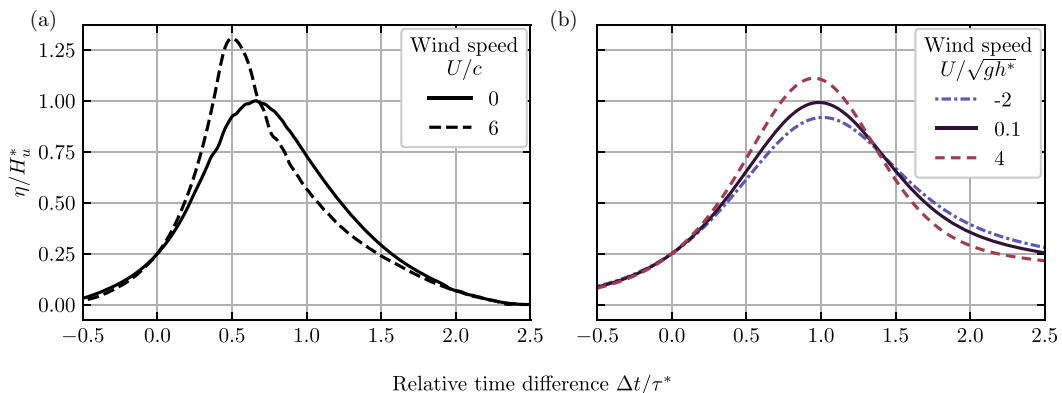 (a)
1.25
1.00
0.75
0.50
0.25
0.00
η/H*u
Wind speed
U/c
0
6
−0.5 0.0 0.5 1.0 1.5 2.0 2.5
(b)
Wind speed
U/√gh*
-2
0.1
4
−0.5 0.0 0.5 1.0 1.5 2.0 2.5
Relative time difference Δt/τ*